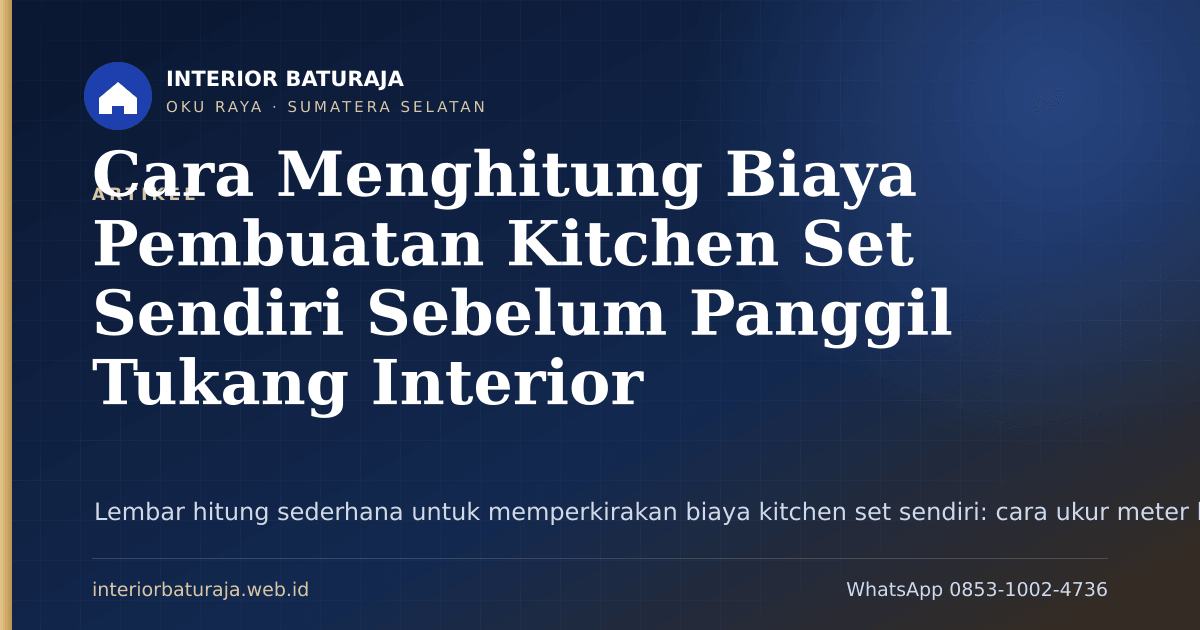 INTERIOR BATURAJA
OKU RAYA · SUMATERA SELATAN
ARTIKEL
Cara Menghitung Biaya
Pembuatan Kitchen Set
Sendiri Sebelum Panggil
Tukang Interior
Lembar hitung sederhana untuk memperkirakan biaya kitchen set sendiri: cara ukur meter
interiorbaturaja.web.id
WhatsApp 0853-1002-4736